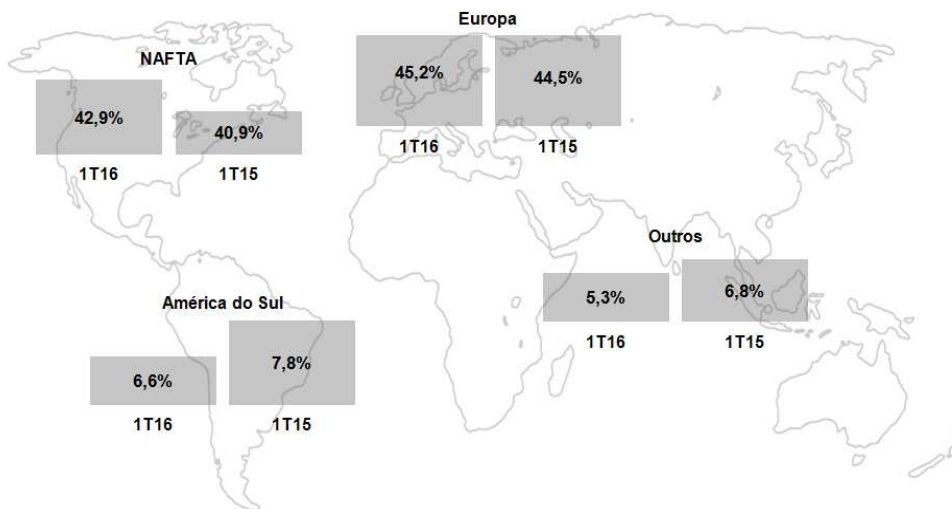 Europa
45,2%
44,5%
1T16
1T15
NAFTA
42,9%
40,9%
1T16
1T15
Outros
5,3%
6,8%
1T16
1T15
América do Sul
6,6%
7,8%
1T16
1T15